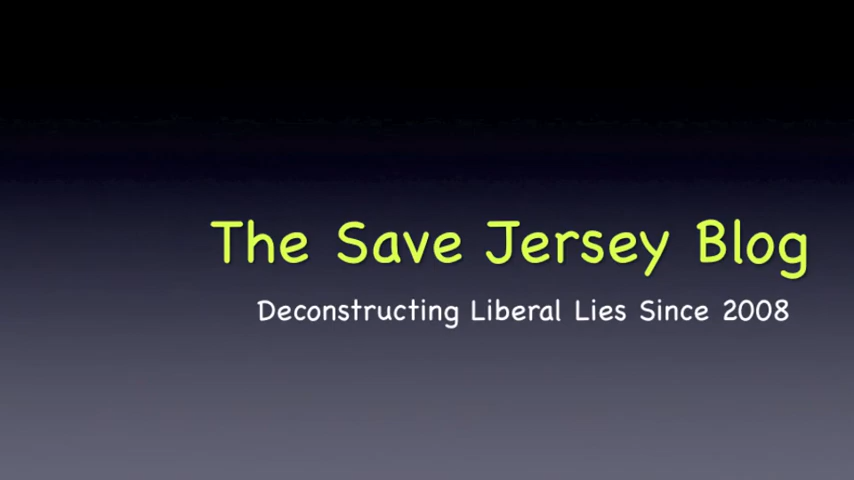 The Save Jersey Blog
Deconstructing Liberal Lies Since 2008